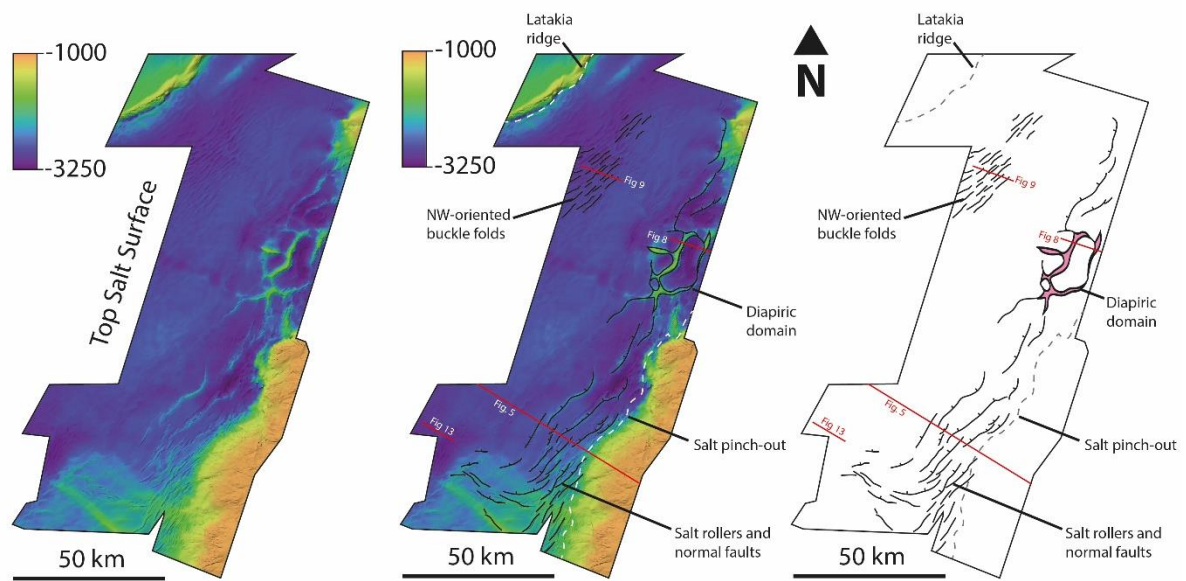 -1000
-3250
Top Salt Surface
50 km
Latakia
ridge
-1000
-3250
Fig 9
NW-oriented
buckle folds
Fig 8
Diapiric
domain
Fig. 5
Fig 13
Salt pinch-out
Salt rollers and
normal faults
50 km
Latakia
ridge
N
Fig 9
NW-oriented
buckle folds
Fig 8
Diapiric
domain
Fig. 5
Fig 13
Salt pinch-out
Salt rollers and
normal faults
50 km